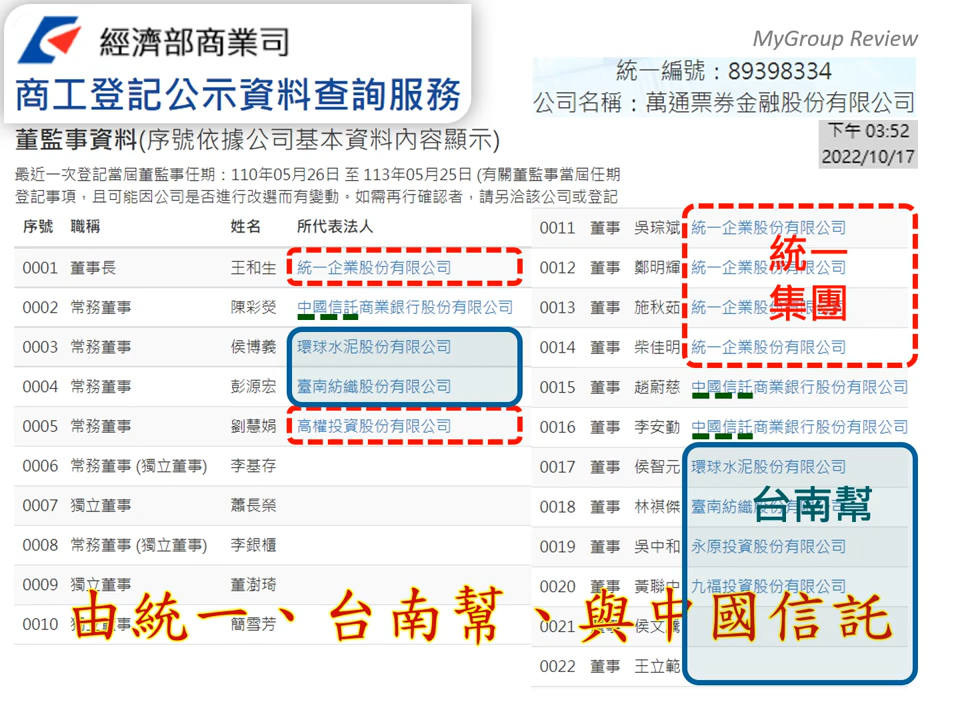 經濟部商業司
商工登記公示資料查詢服務
MyGroup Review
統一編號：89398334
公司名稱：萬通票券金融股份有限公司
下午 03:52
2022/10/17
董監事資料(序號依據公司基本資料內容顯示)
最近一次登記當屆董監事任期：110年05月26日 至 113年05月25日 (有關董監事當屆任期
登記事項，且可能因公司是否進行改選而有變動。如需再行確認者，請另洽該公司或登記
序號 職稱 姓名 所代表法人
0001 董事長 王和生 統一企業股份有限公司
0002 常務董事 陳彩熒 中國信託商業銀行股份有限公司
0003 常務董事 侯博義 環球水泥股份有限公司
0004 常務董事 彭源宏 臺南紡織股份有限公司
0005 常務董事 劉慧娟 高權投資股份有限公司
0006 常務董事 (獨立董事) 李基存
0007 獨立董事 蕭長榮
0008 常務董事 (獨立董事) 李銀櫃
0009 獨立董事 董澍琦
0010 獨立董事 簡雪芳
0011 董事 吳琮斌 統一企業股份有限公司
0012 董事 鄭明輝 統一企業股份有限公司
0013 董事 施秋茹 統一企業股份有限公司
0014 董事 柴佳明 統一企業股份有限公司
統一
集團
0015 董事 趙蔚慈 中國信託商業銀行股份有限公司
0016 董事 李安勤 中國信託商業銀行股份有限公司
0017 董事 侯智元 環球水泥股份有限公司
0018 董事 林祺傑 臺南紡織股份有限公司
台南幫
0019 董事 吳中和 永原投資股份有限公司
0020 董事 黃聯中 九福投資股份有限公司
0021 董事 侯文騰
0022 董事 王立範
由統一、台南幫、與中國信託